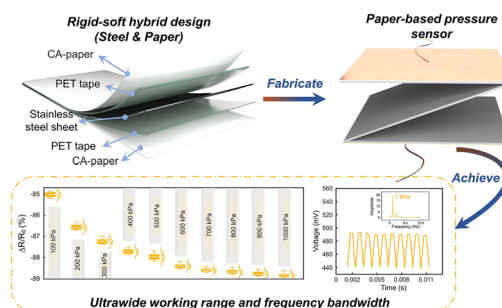 Rigid-soft hybrid design
(Steel & Paper)
CA-paper
PET tape
Stainless
steel sheet
PET tape
CA-paper
Fabricate
Paper-based pressure
sensor
Achieve
ΔR/R₀ (%)
-85
-86
-87
-88
-89
100 kPa
200 kPa
300 kPa
400 kPa
500 kPa
600 kPa
700 kPa
800 kPa
900 kPa
1000 kPa
Voltage (mV)
560
540
520
500
480
460
440
0.002
0.005
0.008
0.011
Time (s)
Amplitude
1 kHz
Frequency (Hz)
Ultrawide working range and frequency bandwidth